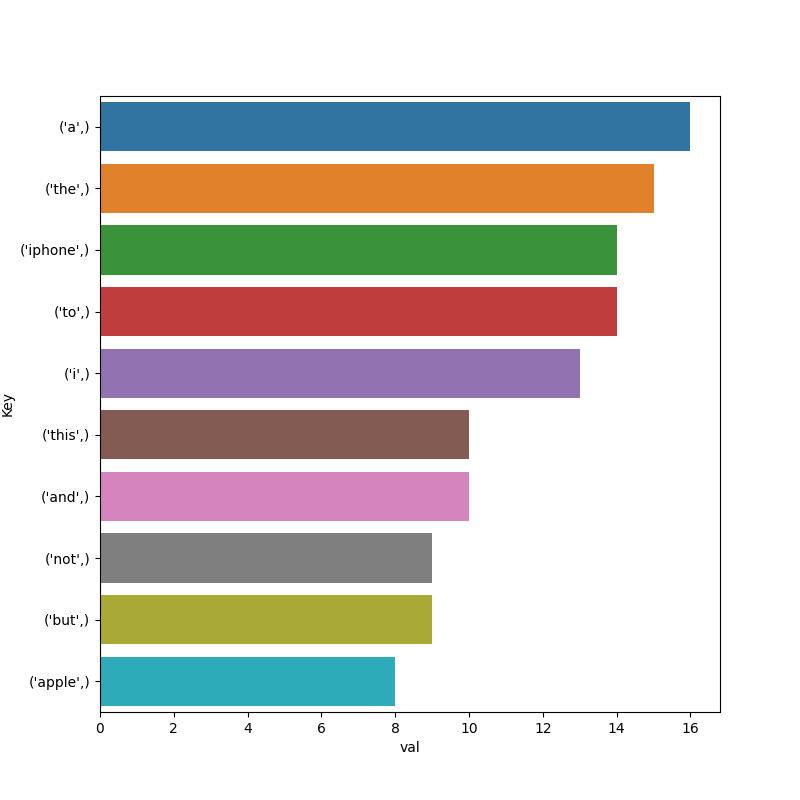 ('a',)
('the',)
('iphone',)
('to',)
('i',)
('this',)
('and',)
('not',)
('but',)
('apple',)
Key
0 2 4 6 8 10 12 14 16
val